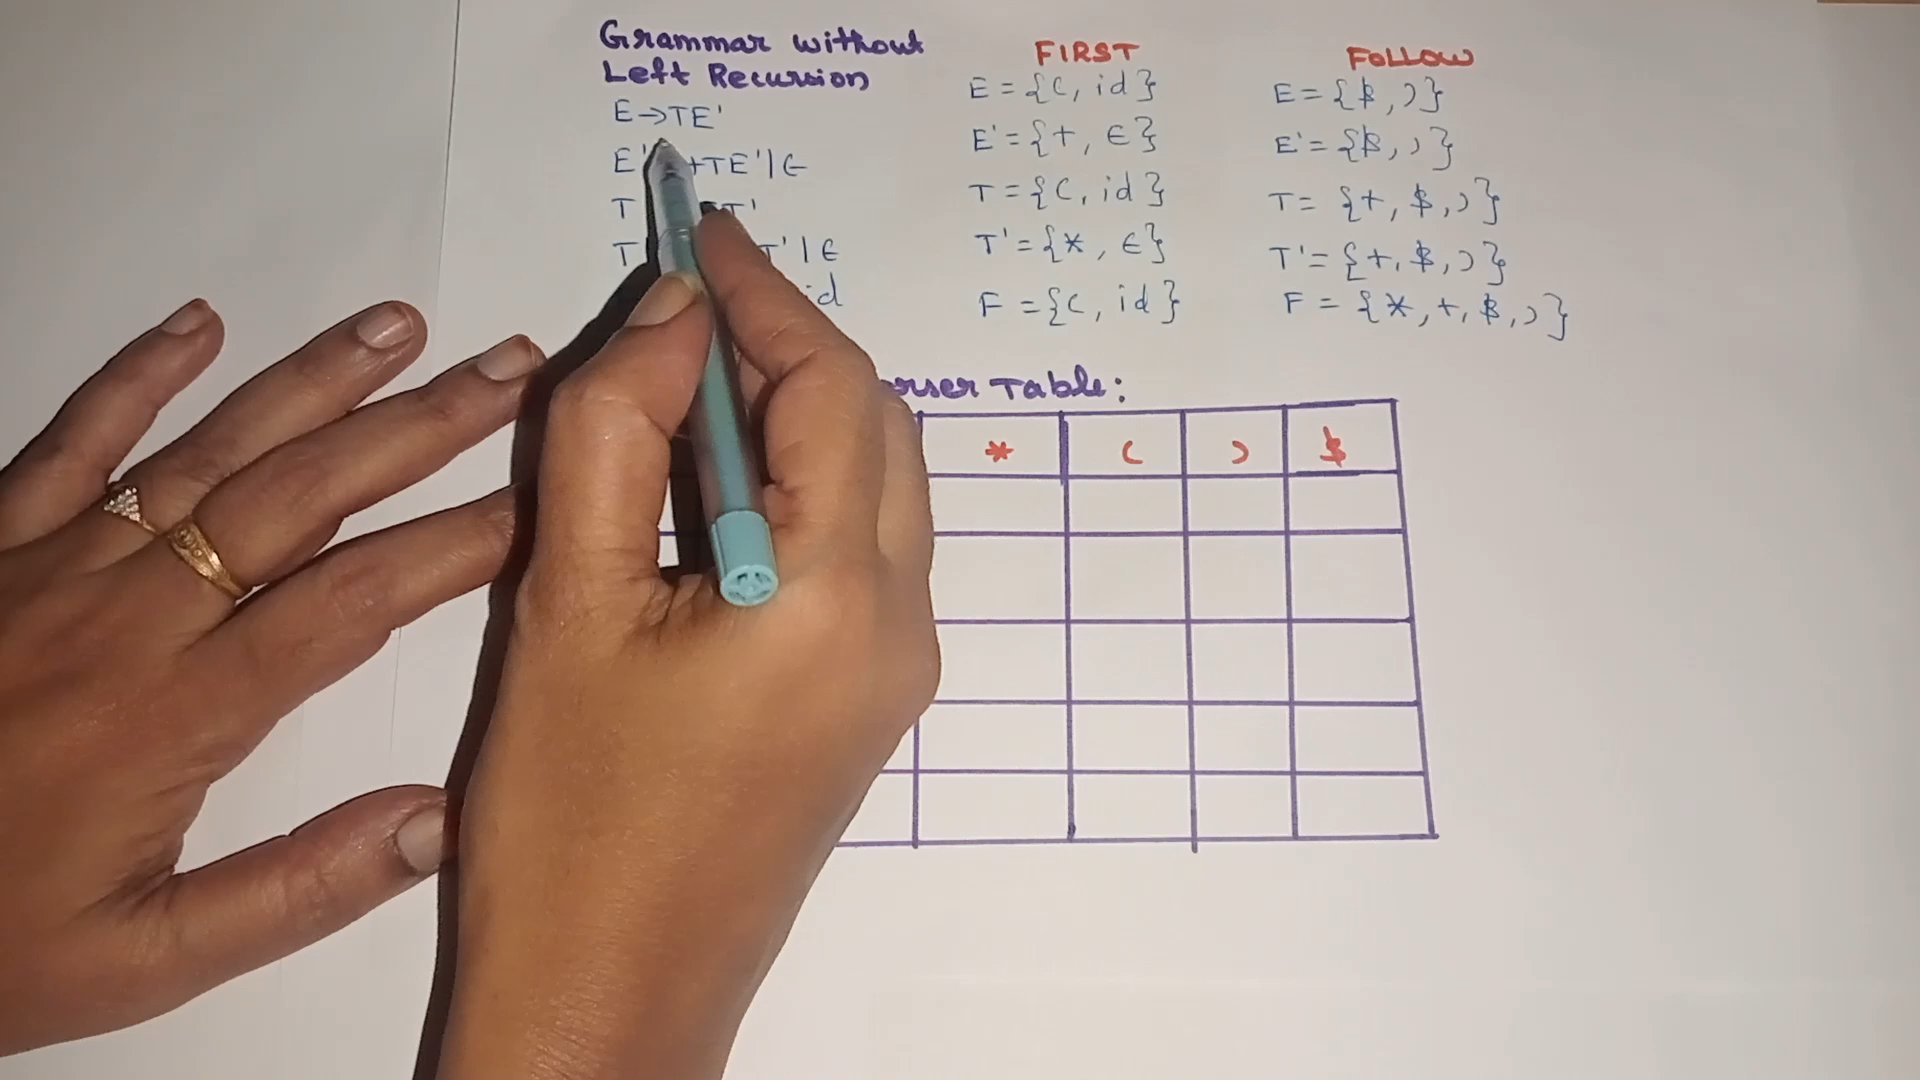 Grammar without
Left Recursion
E→TE'
E' +TE'|ϵ
T T'
T T'|ϵ
id
FIRST
E={(, id}
E'={+, ϵ}
T={(, id}
T'={*, ϵ}
F={(, id}
FOLLOW
E={$,)}
E'={$,)}
T={+,$,)}
T'={+,$,)}
F={*,+,$,)}
Table:
* ( ) $